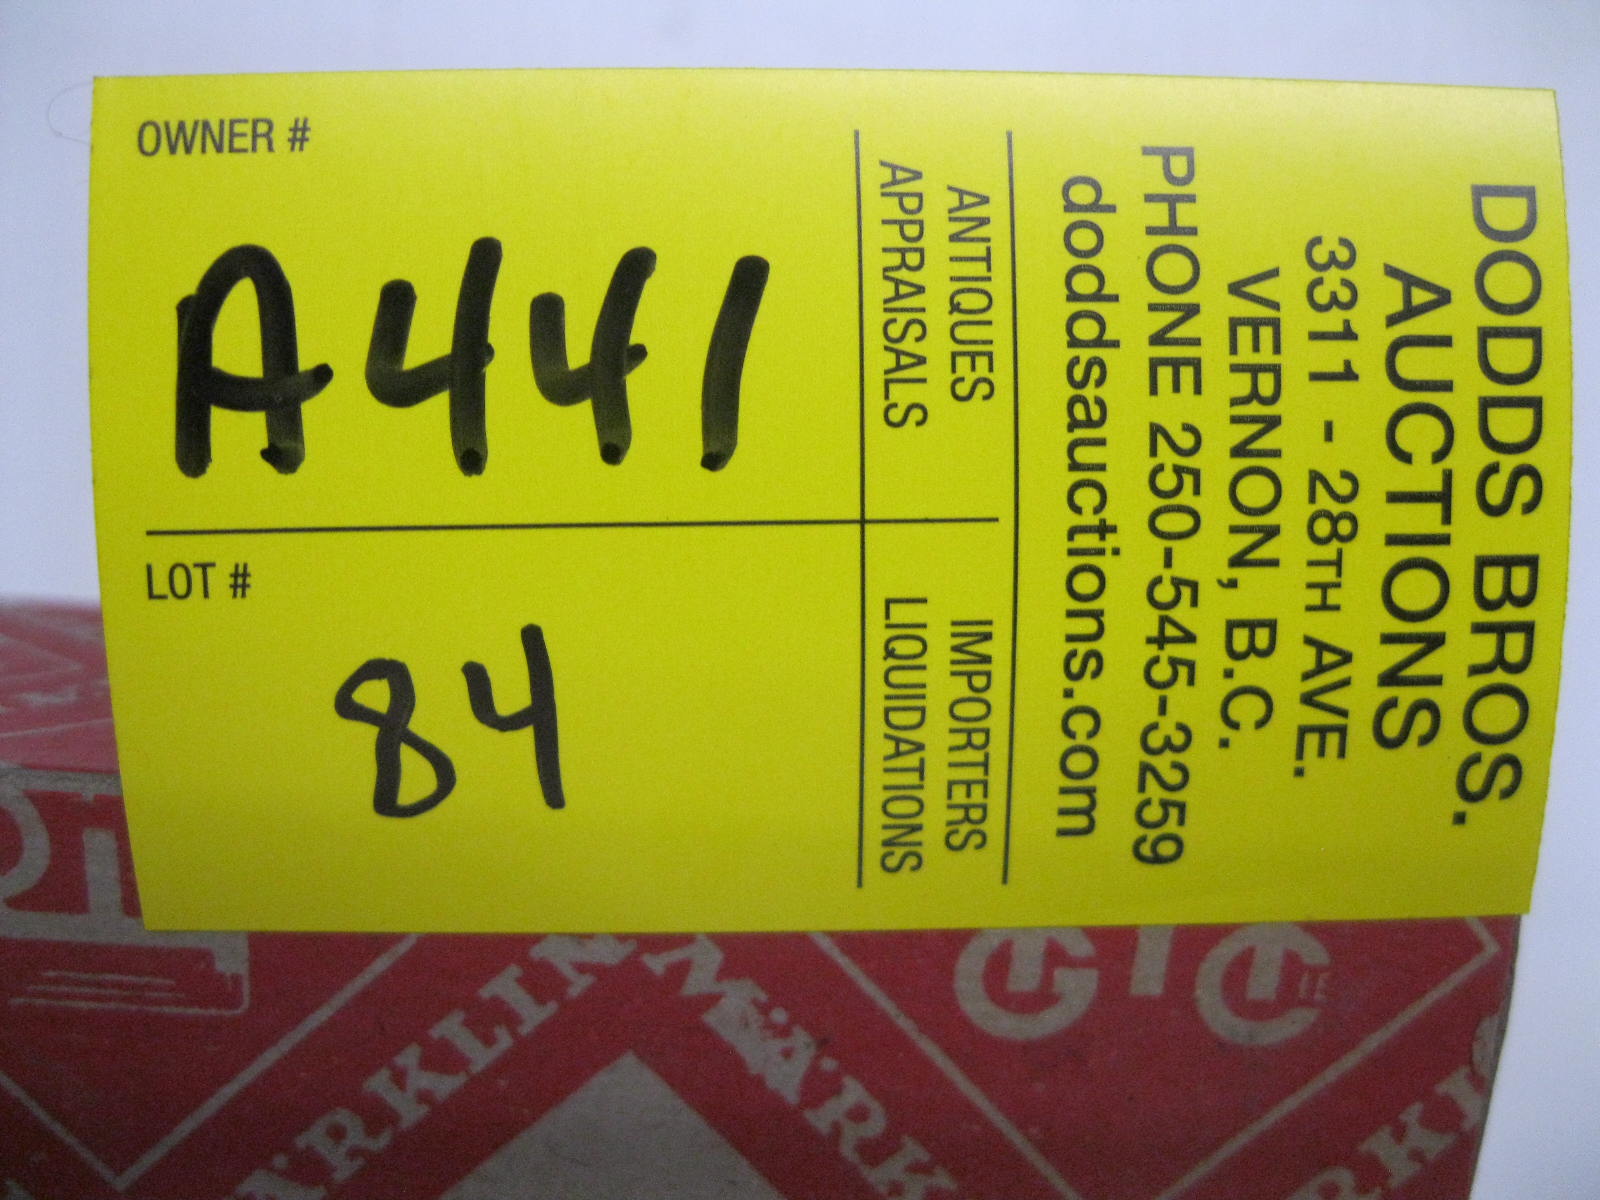 DODDS BROS.
AUCTIONS
3311 - 28TH AVE.
VERNON, B.C.
PHONE 250-545-3259
doddsauctions.com
ANTIQUES
APPRAISALS
IMPORTERS
LIQUIDATIONS
OWNER #
A441
LOT #
84
MÄRKLIN